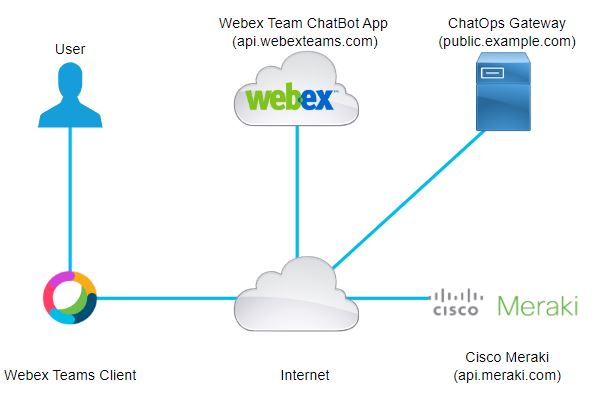 User
Webex Team ChatBot App
(api.webexteams.com)
ChatOps Gateway
(public.example.com)
webex™
cisco Meraki
Webex Teams Client
Internet
Cisco Meraki
(api.meraki.com)